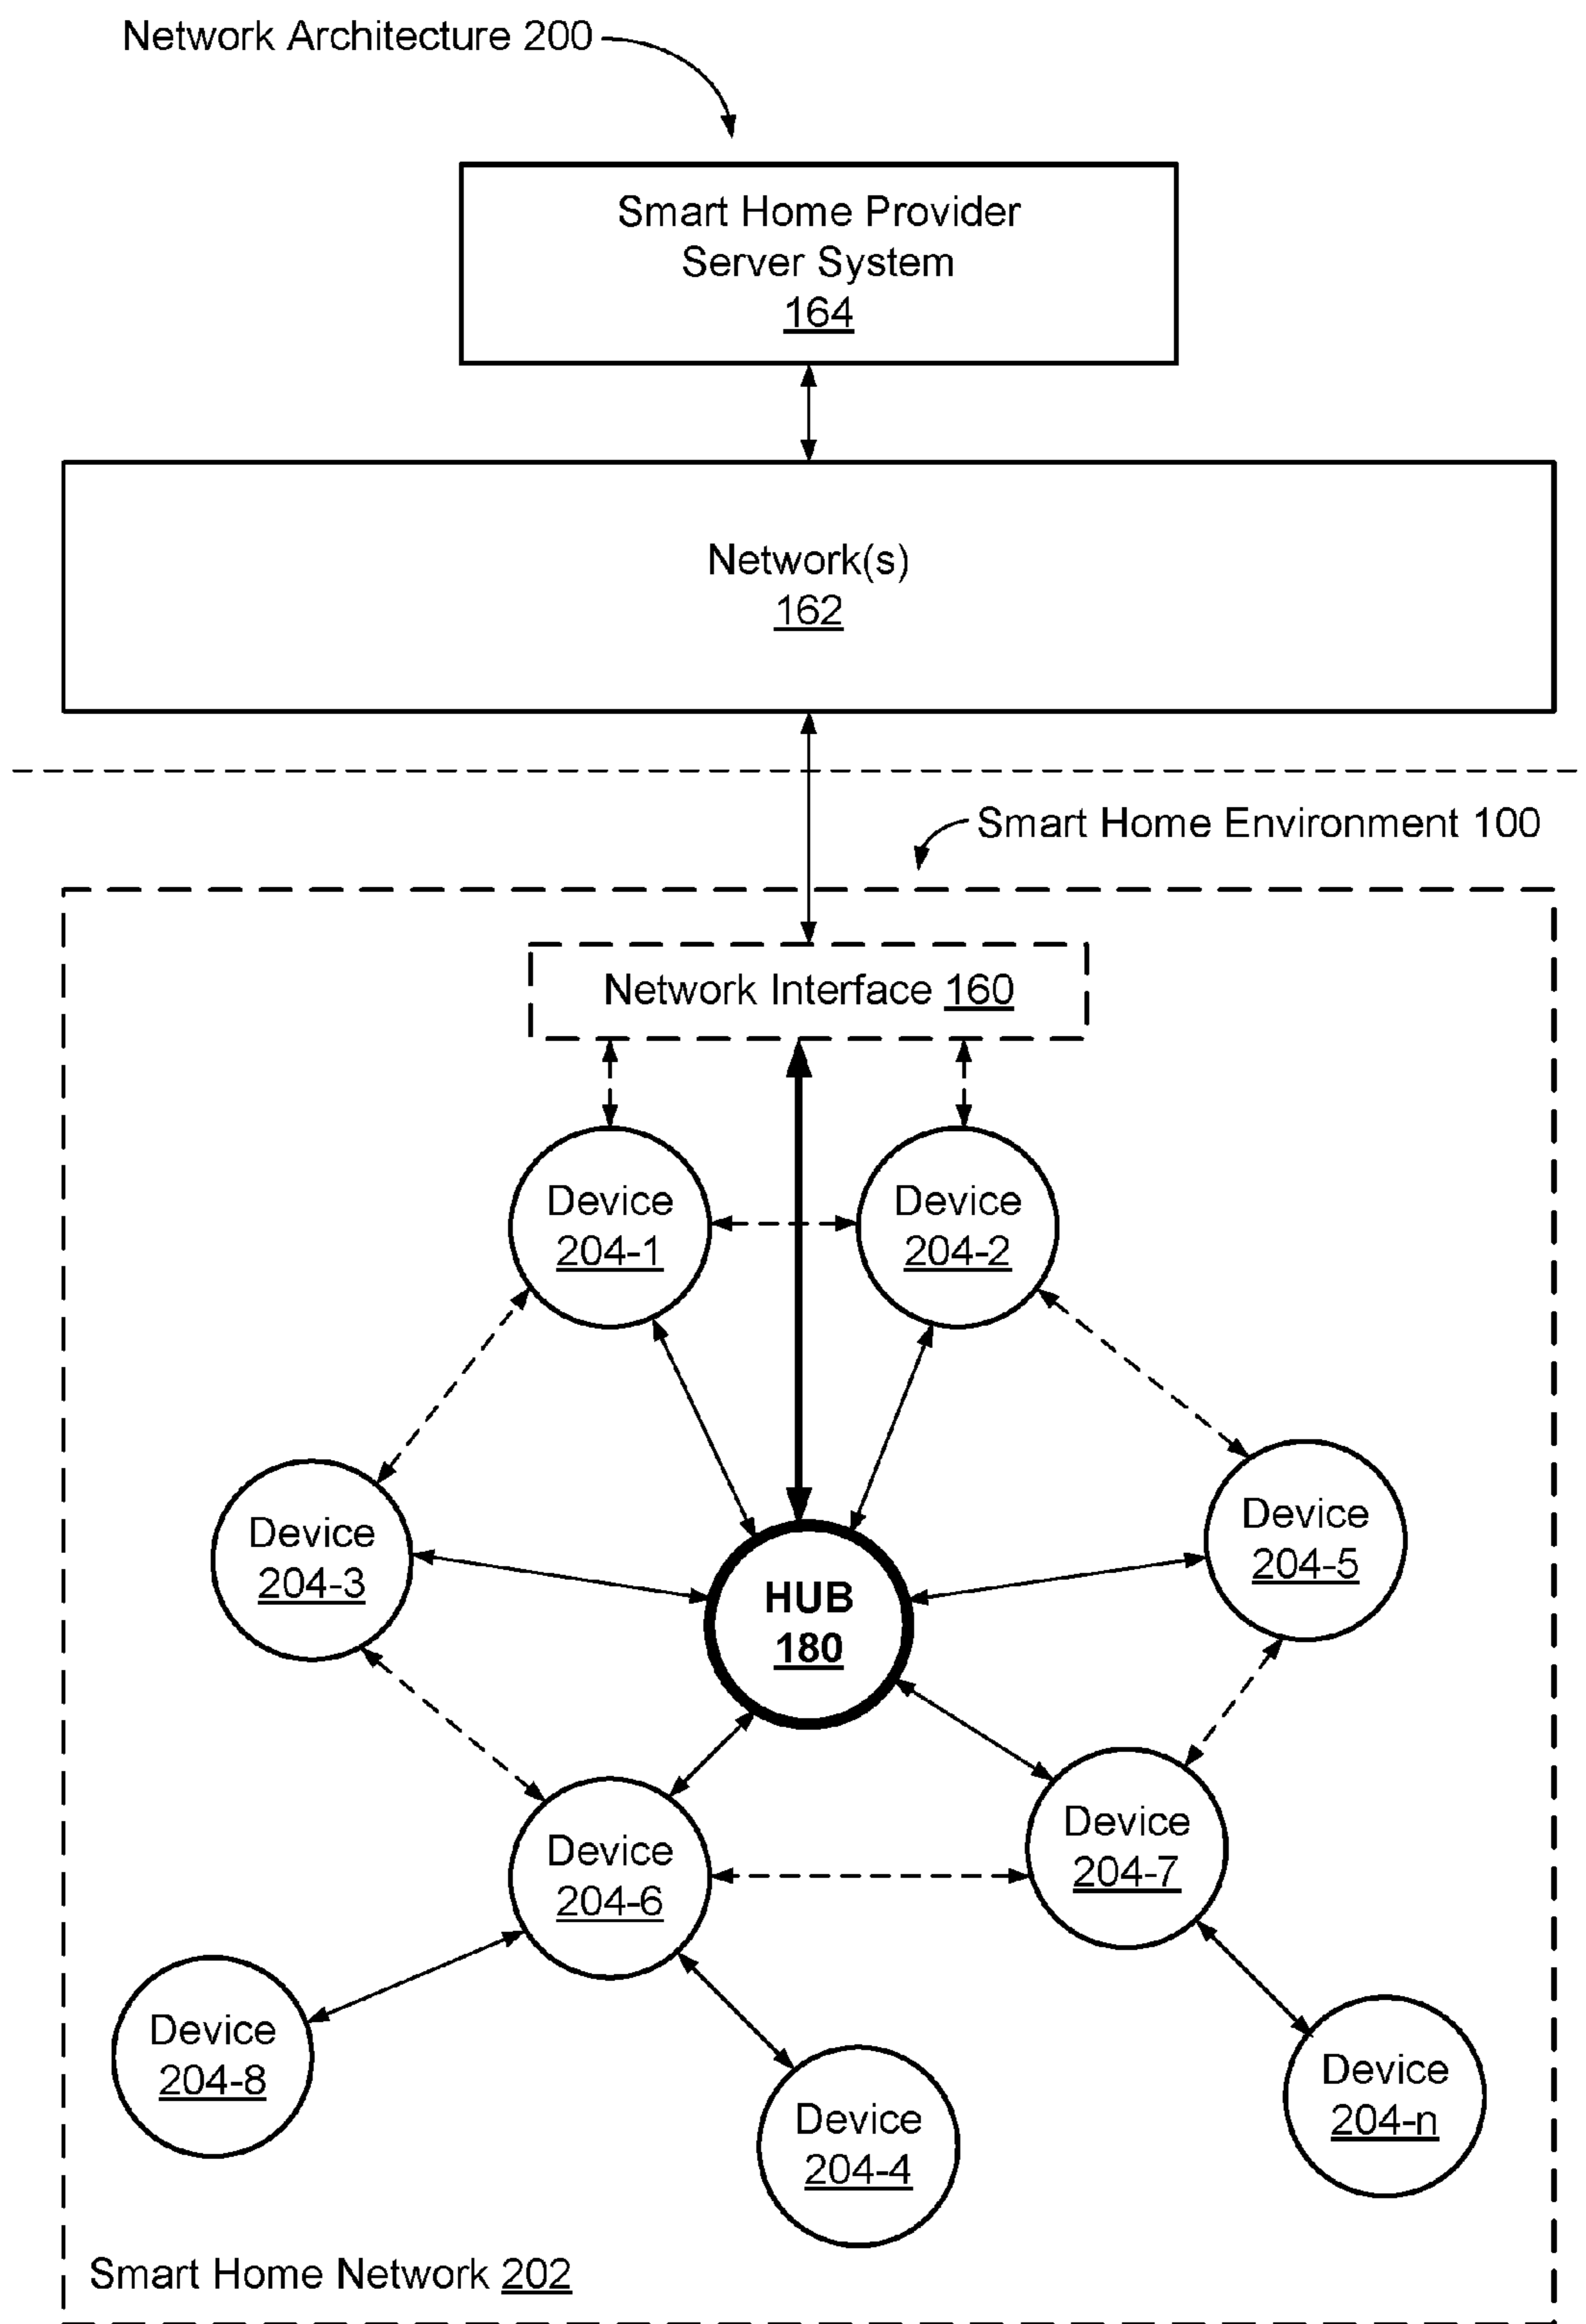 Network Architecture 200
Smart Home Provider
Server System
164
Network(s)
162
Smart Home Environment 100
Network Interface 160
Device
204-1
Device
204-2
Device
204-3
Device
204-5
HUB
180
Device
204-6
Device
204-7
Device
204-8
Device
204-4
Device
204-n
Smart Home Network 202